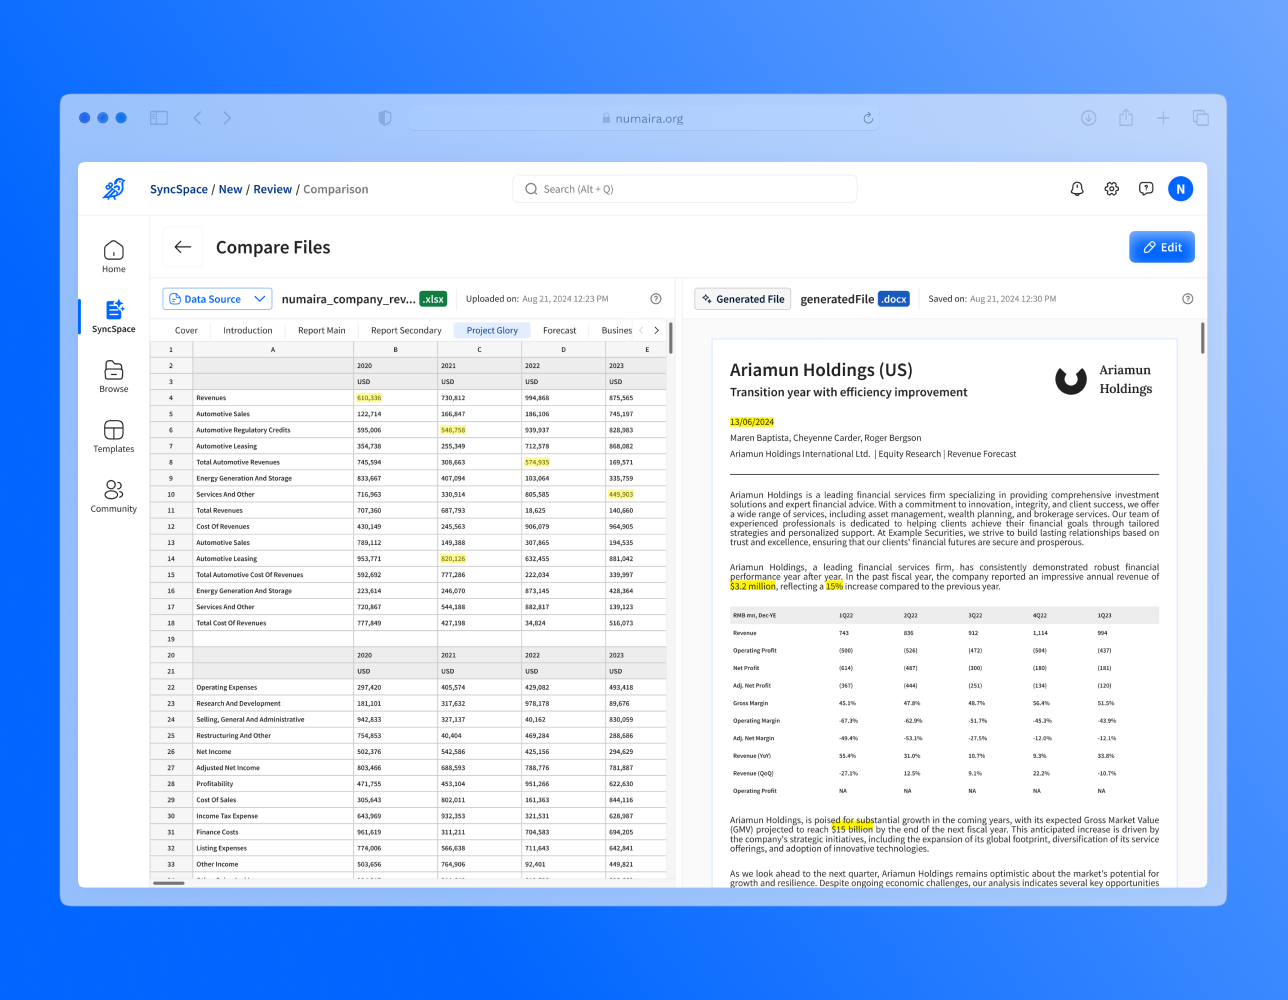 numaira.org
SyncSpace / New / Review / Comparison
Search (Alt + Q)
N
Home
SyncSpace
Browse
Templates
Community
Compare Files
Edit
Data Source
numaira_company_rev... .xlsx
Uploaded on: Aug 21, 2024 12:23 PM
Cover Introduction Report Main Report Secondary Project Glory Forecast Busines
1 A B C D E
2 2020 2021 2022 2023
3 USD USD USD USD
4 Revenues 610,336 730,812 994,868 875,565
5 Automotive Sales 122,714 166,847 186,106 745,197
6 Automotive Regulatory Credits 595,006 546,758 939,937 828,983
7 Automotive Leasing 354,738 255,349 712,578 868,082
8 Total Automotive Revenues 745,594 308,663 574,935 169,571
9 Energy Generation And Storage 833,667 407,094 103,064 335,759
10 Services And Other 716,963 330,914 805,585 449,903
11 Total Revenues 707,360 687,793 18,625 140,660
12 Cost Of Revenues 430,149 245,563 906,079 964,905
13 Automotive Sales 789,112 149,388 307,865 194,535
14 Automotive Leasing 953,771 820,126 632,455 881,042
15 Total Automotive Cost Of Revenues 592,692 777,286 222,034 339,997
16 Energy Generation And Storage 223,614 246,070 873,145 428,364
17 Services And Other 720,867 544,188 882,817 139,123
18 Total Cost Of Revenues 777,849 427,198 34,824 516,073
19
20 2020 2021 2022 2023
21 USD USD USD USD
22 Operating Expenses 297,420 405,574 429,082 493,418
23 Research And Development 181,101 317,632 978,178 89,676
24 Selling, General And Administrative 942,833 327,137 40,162 830,059
25 Restructuring And Other 754,853 40,404 469,284 288,686
26 Net Income 502,376 542,586 425,156 294,629
27 Adjusted Net Income 803,466 688,593 788,776 781,887
28 Profitability 471,755 453,104 951,266 622,630
29 Cost Of Sales 305,643 802,011 161,363 844,116
30 Income Tax Expense 643,969 932,353 321,531 628,987
31 Finance Costs 961,619 311,211 704,583 694,205
32 Listing Expenses 774,006 566,638 711,643 642,841
33 Other Income 503,656 764,906 92,401 449,821
Generated File
generatedFile .docx
Saved on: Aug 21, 2024 12:30 PM
Ariamun Holdings (US)
Transition year with efficiency improvement
Ariamun
Holdings
13/06/2024
Maren Baptista, Cheyenne Carder, Roger Bergson
Ariamun Holdings International Ltd. | Equity Research | Revenue Forecast
Ariamun Holdings is a leading financial services firm specializing in providing comprehensive investment
solutions and expert financial advice. With a commitment to innovation, integrity, and client success, we offer
a wide range of services, including asset management, wealth planning, and brokerage services. Our team of
experienced professionals is dedicated to helping clients achieve their financial goals through tailored
strategies and personalized support. At Example Securities, we strive to build lasting relationships based on
trust and excellence, ensuring that our clients' financial futures are secure and prosperous.
Ariamun Holdings, a leading financial services firm, has consistently demonstrated robust financial
performance year after year. In the past fiscal year, the company reported an impressive annual revenue of
$3.2 million, reflecting a 15% increase compared to the previous year.
RMB mn, Dec-YE 1Q22 2Q22 3Q22 4Q22 1Q23
Revenue 743 836 912 1,114 994
Operating Profit (500) (526) (472) (504) (437)
Net Profit (614) (487) (300) (180) (181)
Adj. Net Profit (367) (444) (251) (134) (120)
Gross Margin 45.1% 47.8% 48.7% 56.4% 51.5%
Operating Margin -67.3% -62.9% -51.7% -45.3% -43.9%
Adj. Net Margin -49.4% -53.1% -27.5% -12.0% -12.1%
Revenue (YoY) 55.4% 31.0% 10.7% 9.3% 33.8%
Revenue (QoQ) -27.1% 12.5% 9.1% 22.2% -10.7%
Operating Profit NA NA NA NA NA
Ariamun Holdings, is poised for substantial growth in the coming years, with its expected Gross Market Value
(GMV) projected to reach $15 billion by the end of the next fiscal year. This anticipated increase is driven by
the company's strategic initiatives, including the expansion of its global footprint, diversification of its service
offerings, and adoption of innovative technologies.
As we look ahead to the next quarter, Ariamun Holdings remains optimistic about the market's potential for
growth and resilience. Despite ongoing economic challenges, our analysis indicates several key opportunities